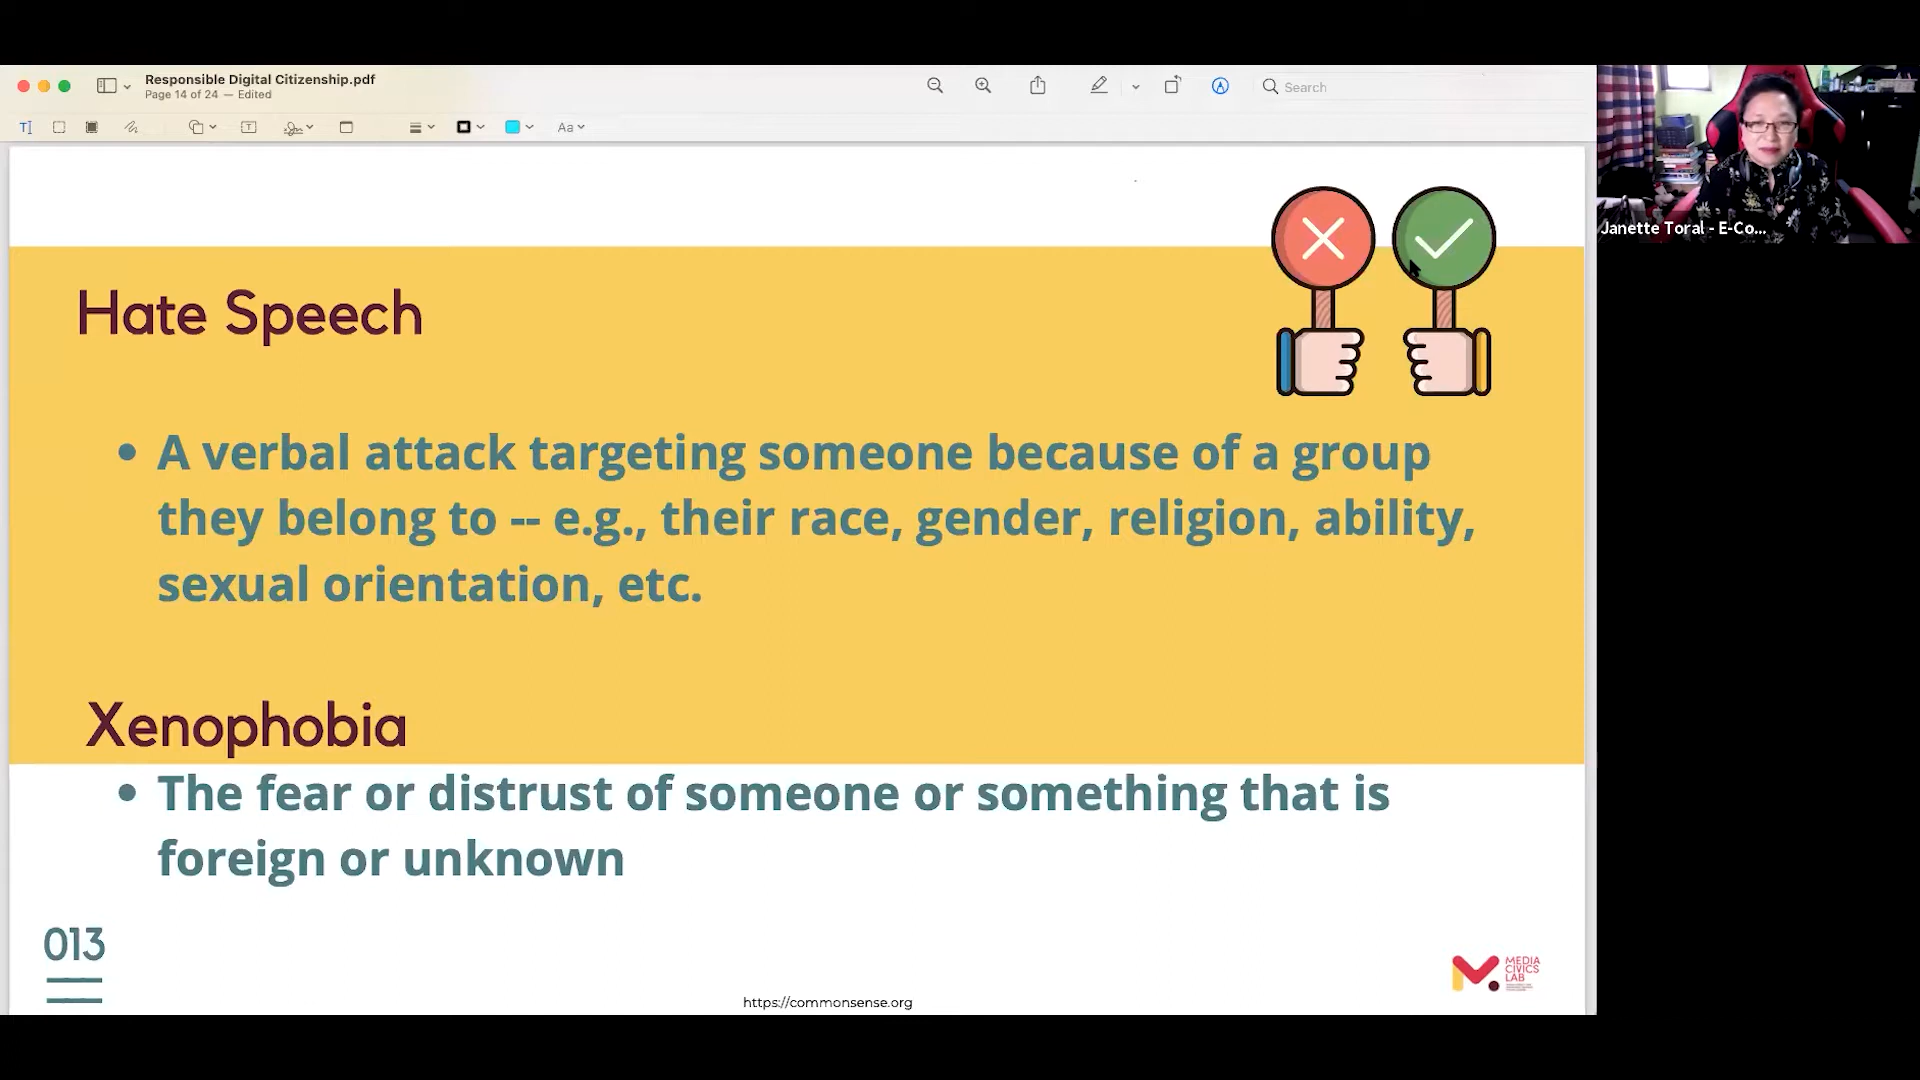 Responsible Digital Citizenship.pdf
Page 14 of 24 — Edited
Search
Aa
Janette Toral - E-Co...
Hate Speech
• A verbal attack targeting someone because of a group
they belong to -- e.g., their race, gender, religion, ability,
sexual orientation, etc.
Xenophobia
• The fear or distrust of someone or something that is
foreign or unknown
013
MEDIA
CIVICS
LAB
https://commonsense.org